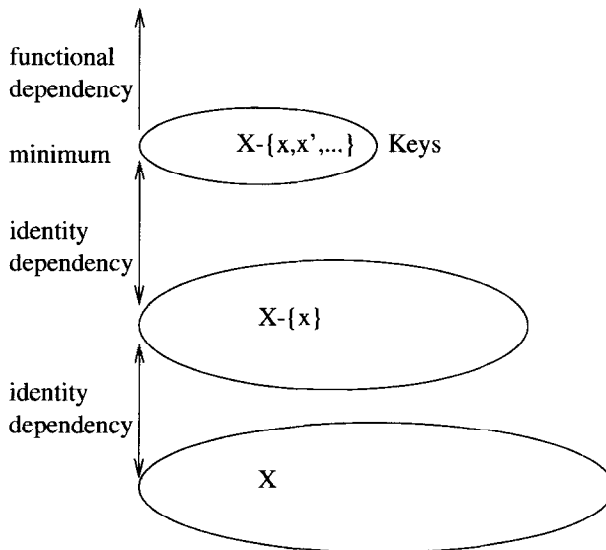 functional
dependency
X-{x,x',...} Keys
minimum
identity
dependency
X-{x}
identity
dependency
X